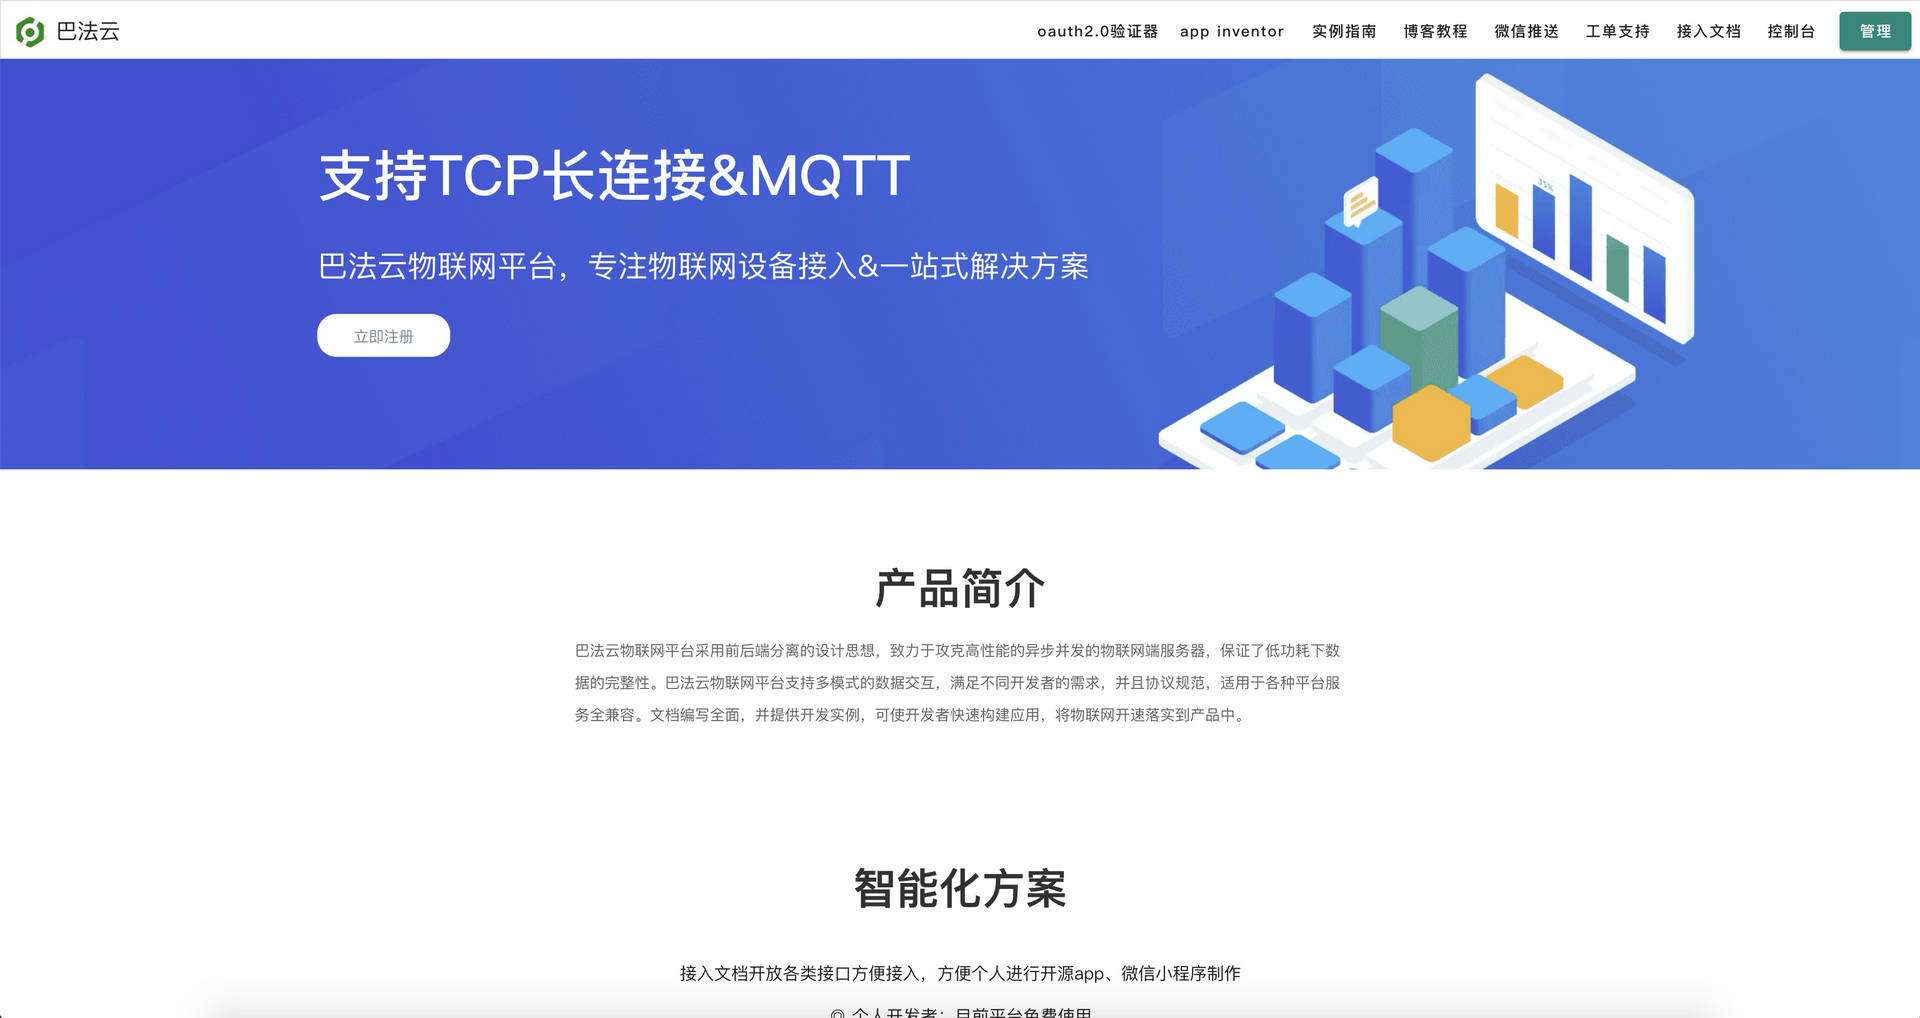 巴法云
oauth2.0验证器 app inventor 实例指南 博客教程 微信推送 工单支持 接入文档 控制台 管理
支持TCP长连接&MQTT
巴法云物联网平台，专注物联网设备接入&一站式解决方案
立即注册
35%
产品简介
巴法云物联网平台采用前后端分离的设计思想，致力于攻克高性能的异步并发的物联网端服务器，保证了低功耗下数
据的完整性。巴法云物联网平台支持多模式的数据交互，满足不同开发者的需求，并且协议规范，适用于各种平台服
务全兼容。文档编写全面，并提供开发实例，可使开发者快速构建应用，将物联网开速落实到产品中。
智能化方案
接入文档开放各类接口方便接入，方便个人进行开源app、微信小程序制作
◎ 个人开发者：目前平台免费使用